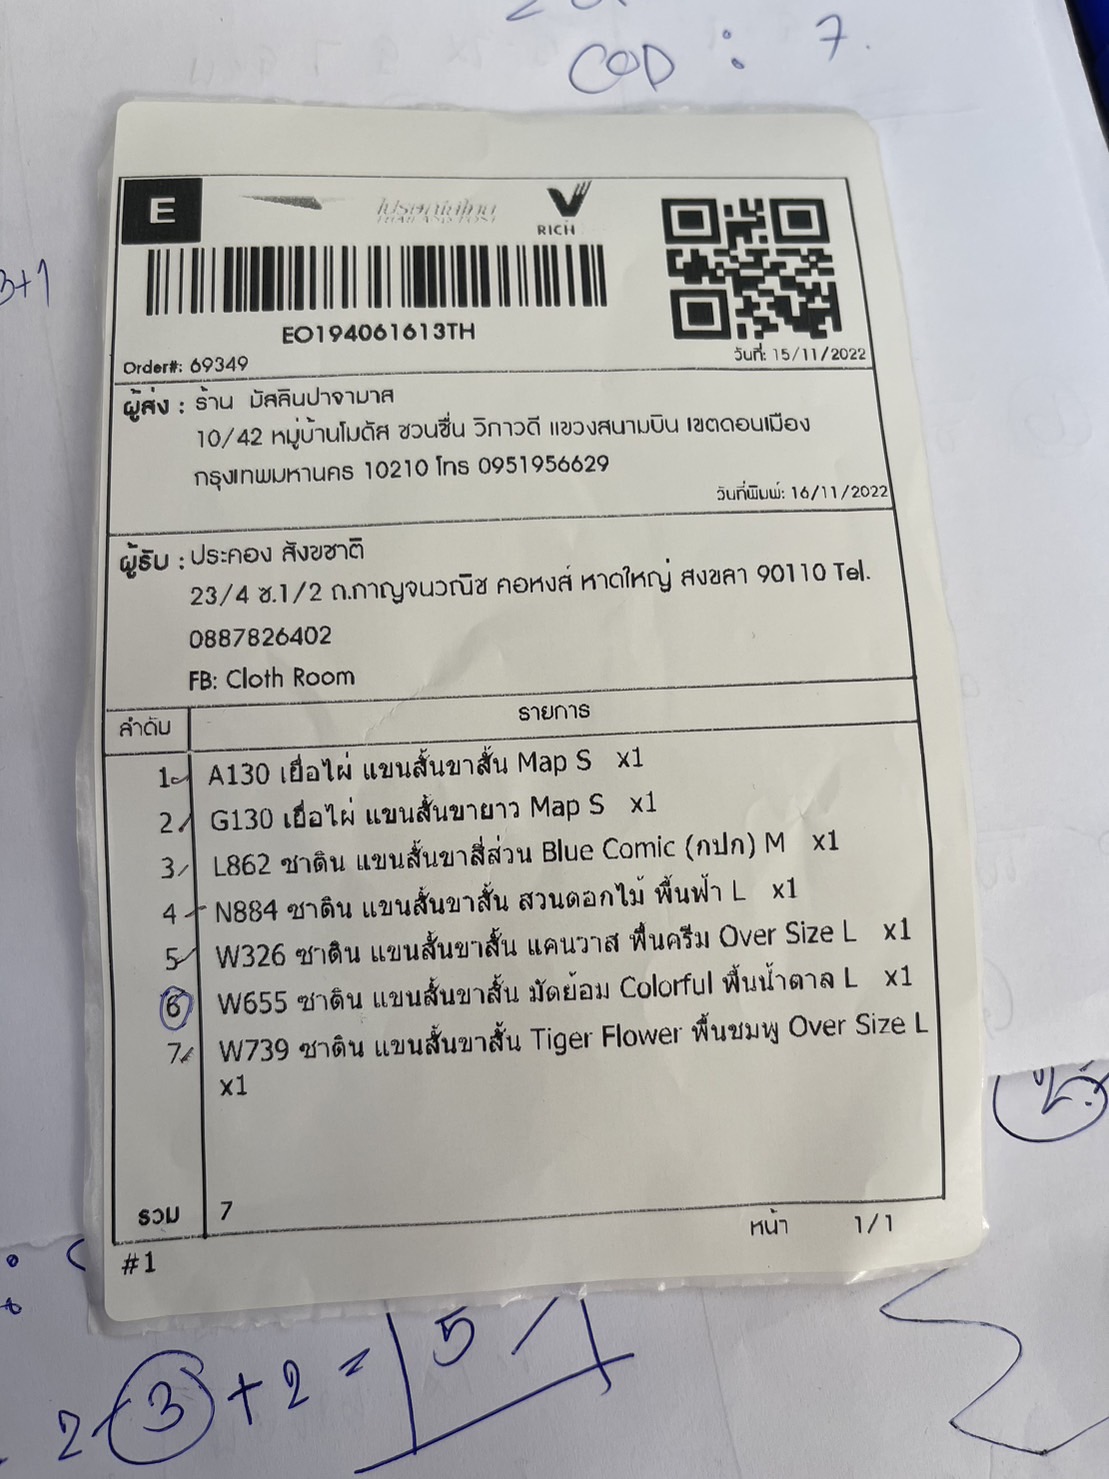 COD : 7.
3+1
E
ไปรษณีย์ไทย
THAILAND POST
RICH
EO194061613TH
Order#: 69349
วันที่: 15/11/2022
ผู้ส่ง : ร้าน มัสลินปาจามาส
10/42 หมู่บ้านโมดัส ชวนชื่น วิภาวดี แขวงสนามบิน เขตดอนเมือง
กรุงเทพมหานคร 10210 โทร 0951956629
วันที่พิมพ์: 16/11/2022
ผู้รับ : ประคอง สังขชาติ
23/4 ซ.1/2 ถ.กาญจนวณิช คอหงส์ หาดใหญ่ สงขลา 90110 Tel.
0887826402
FB: Cloth Room
ลำดับ รายการ
1 A130 เยื่อไผ่ แขนสั้นขาสั้น Map S x1
2 G130 เยื่อไผ่ แขนสั้นขายาว Map S x1
3 L862 ซาติน แขนสั้นขาสี่ส่วน Blue Comic (กปก) M x1
4 N884 ซาติน แขนสั้นขาสั้น สวนดอกไม้ พื้นฟ้า L x1
5 W326 ซาติน แขนสั้นขาสั้น แคนวาส พื้นครีม Over Size L x1
6 W655 ซาติน แขนสั้นขาสั้น มัดย้อม Colorful พื้นน้ำตาล L x1
7 W739 ซาติน แขนสั้นขาสั้น Tiger Flower พื้นชมพู Over Size L
x1
รวม 7
หน้า 1/1
#1
2-3+2 = 5